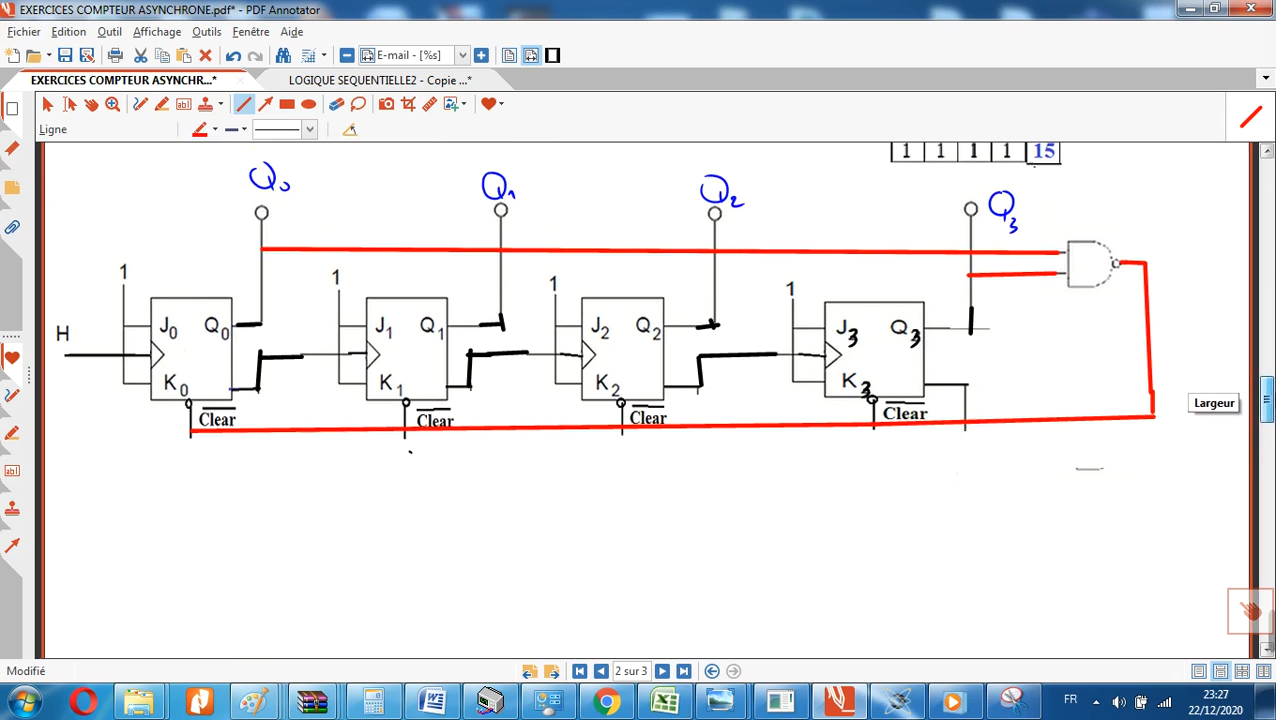 EXERCICES COMPTEUR ASYNCHRONE.pdf* - PDF Annotator
Fichier Edition Outil Affichage Outils Fenêtre Aide
E-mail - [%s]
EXERCICES COMPTEUR ASYNCHR...* LOGIQUE SEQUENTIELLE2 - Copie ...*
Ligne
1 1 1 1 15
Q0 Q1 Q2 Q3
1 1 1 1
H
J0 Q0 J1 Q1 J2 Q2 J3 Q3
K0 K1 K2 K3
Clear Clear Clear Clear
Largeur
Modifié 2 sur 3
FR 23:27
22/12/2020